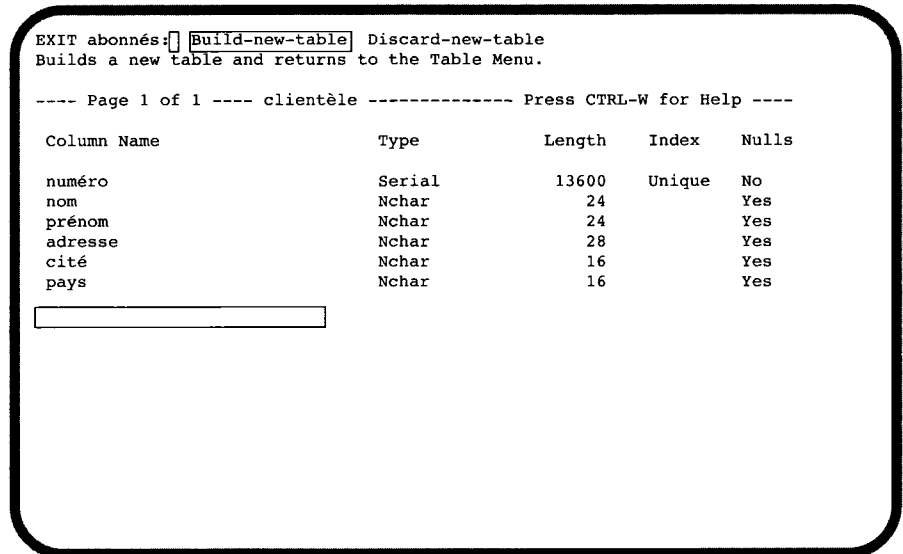 EXIT abonnés: Build-new-table Discard-new-table
Builds a new table and returns to the Table Menu.
---- Page 1 of 1 ---- clientèle -------------- Press CTRL-W for Help ----
Column Name Type Length Index Nulls
numéro Serial 13600 Unique No
nom Nchar 24 Yes
prénom Nchar 24 Yes
adresse Nchar 28 Yes
cité Nchar 16 Yes
pays Nchar 16 Yes